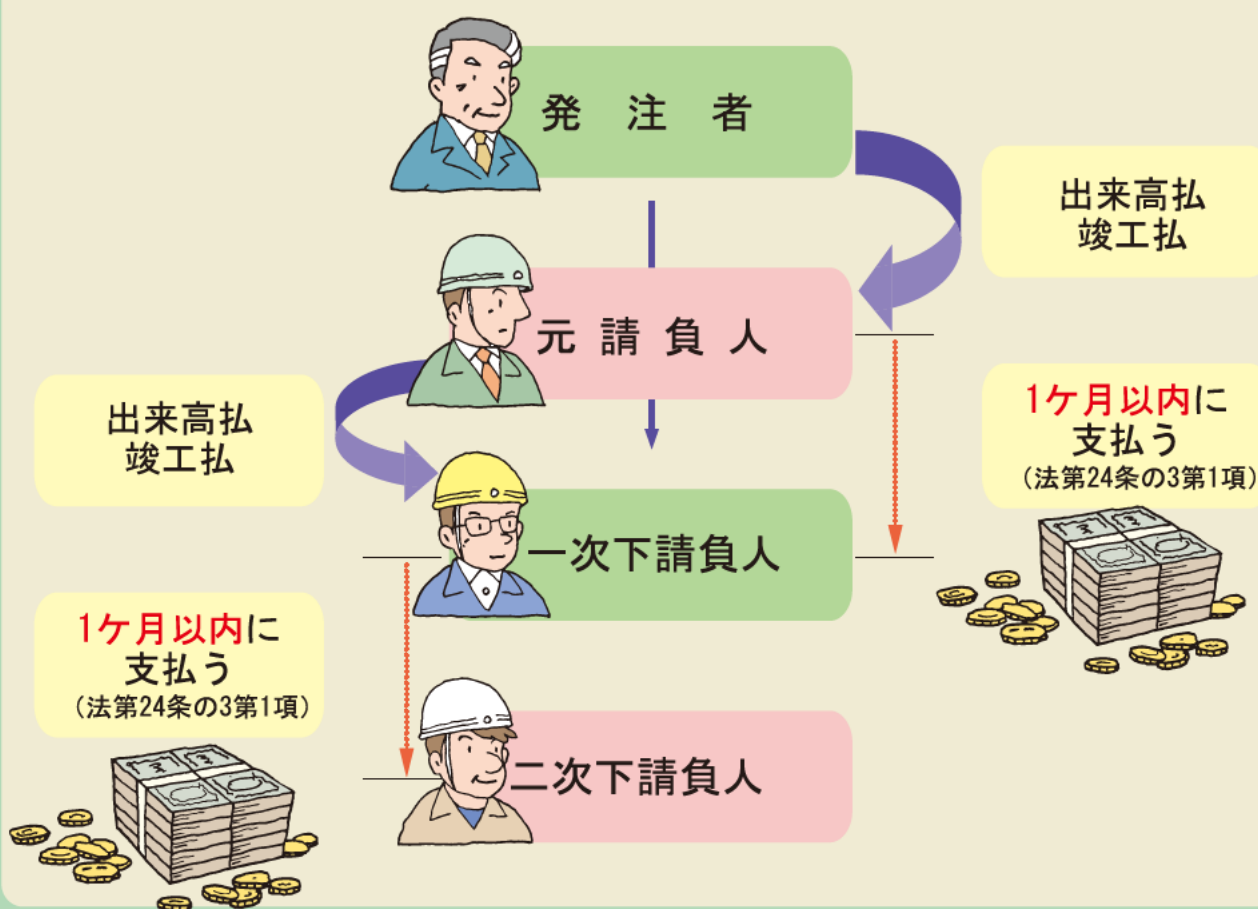 発注者
出来高払
竣工払
元請負人
1ケ月以内に
支払う
(法第24条の3第1項)
出来高払
竣工払
一次下請負人
1ケ月以内に
支払う
(法第24条の3第1項)
二次下請負人